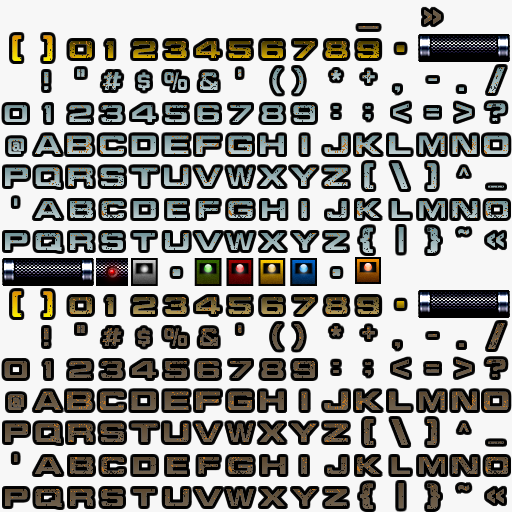 _ »
[ ] 0 1 2 3 4 5 6 7 8 9 ·
! " # $ % & ' ( ) * + , - . /
0 1 2 3 4 5 6 7 8 9 : ; < = > ?
@ A B C D E F G H I J K L M N O
P Q R S T U V W X Y Z [ \ ] ^ _
' A B C D E F G H I J K L M N O
P Q R S T U V W X Y Z { | } ~ «
· ·
[ ] 0 1 2 3 4 5 6 7 8 9 ·
! " # $ % & ' ( ) * + , - . /
0 1 2 3 4 5 6 7 8 9 : ; < = > ?
@ A B C D E F G H I J K L M N O
P Q R S T U V W X Y Z [ \ ] ^ _
' A B C D E F G H I J K L M N O
P Q R S T U V W X Y Z { | } ~ «